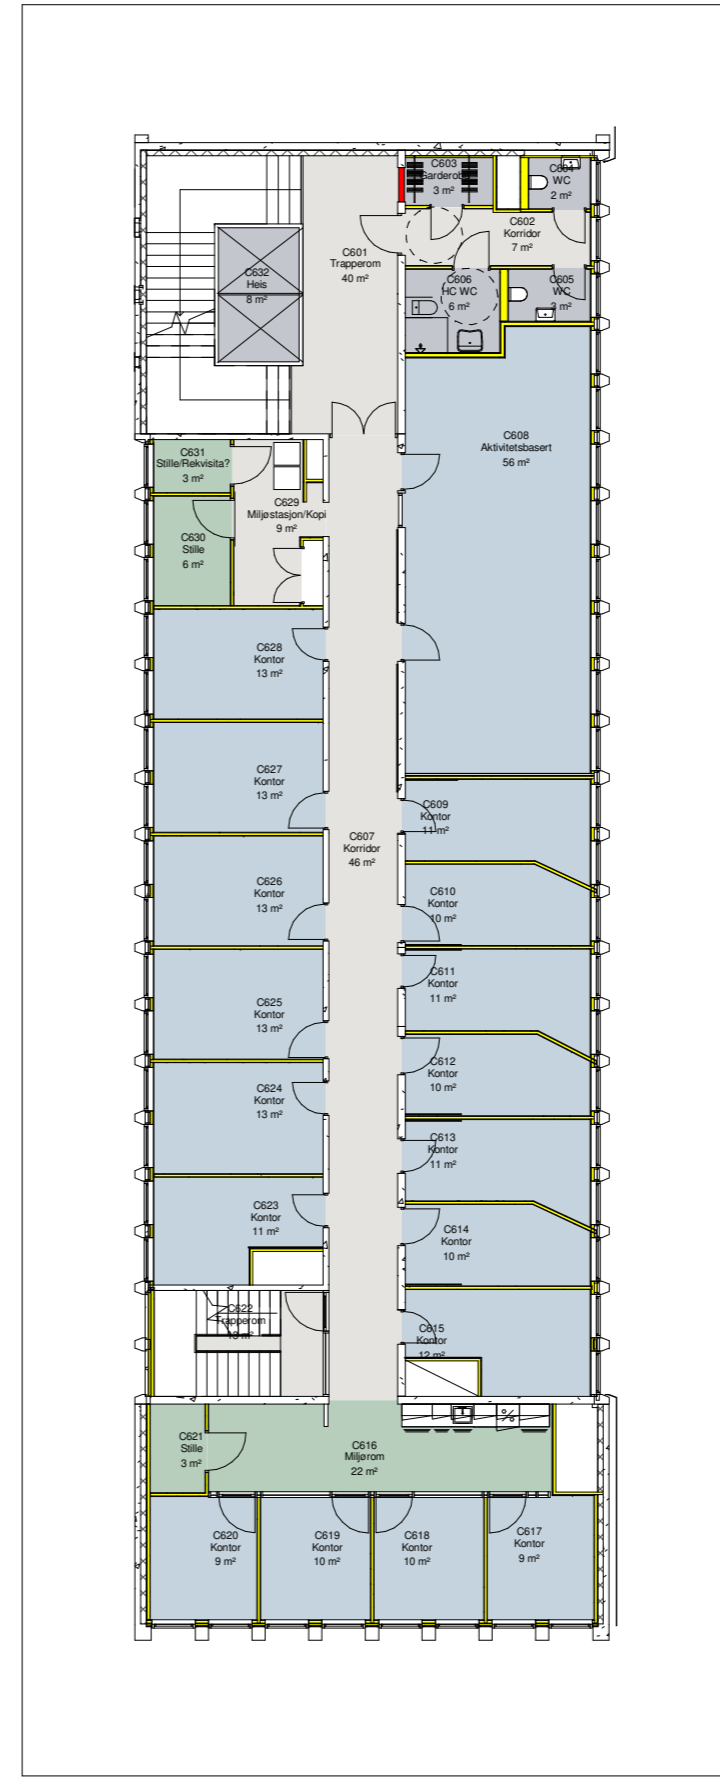 C603
Garderobe
3 m²
C604
WC
2 m²
C602
Korridor
7 m²
C601
Trapperom
40 m²
C632
Heis
8 m²
C606
HC WC
6 m²
C605
WC
3 m²
C608
Aktivitetsbasert
56 m²
C631
Stille/Rekvisita?
3 m²
C629
Miljøstasjon/Kopi
9 m²
C630
Stille
6 m²
C628
Kontor
13 m²
C627
Kontor
13 m²
C609
Kontor
11 m²
C607
Korridor
46 m²
C626
Kontor
13 m²
C610
Kontor
10 m²
C611
Kontor
11 m²
C625
Kontor
13 m²
C612
Kontor
10 m²
C624
Kontor
13 m²
C613
Kontor
11 m²
C623
Kontor
11 m²
C614
Kontor
10 m²
C622
Trapperom
13 m²
C615
Kontor
12 m²
C621
Stille
3 m²
C616
Miljørom
22 m²
C620
Kontor
9 m²
C619
Kontor
10 m²
C618
Kontor
10 m²
C617
Kontor
9 m²